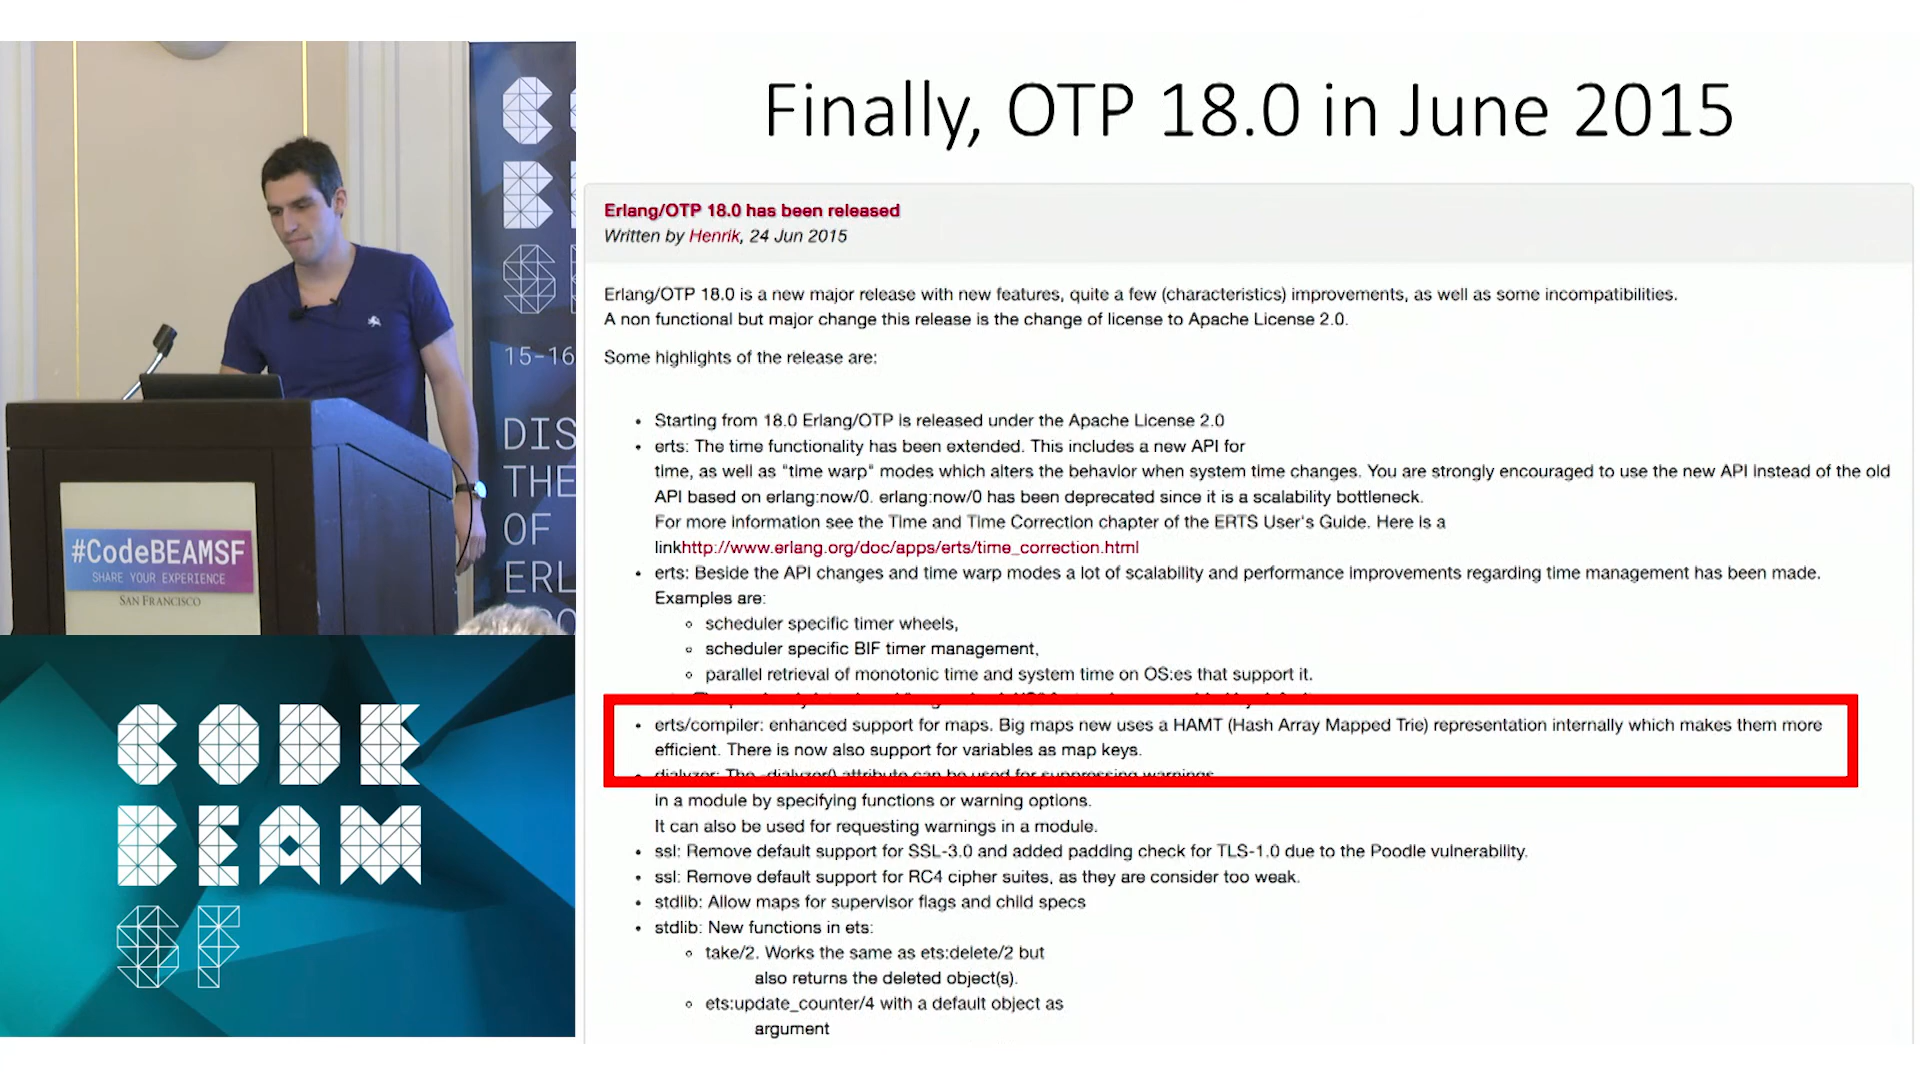 Finally, OTP 18.0 in June 2015
Erlang/OTP 18.0 has been released
Written by Henrik, 24 Jun 2015
Erlang/OTP 18.0 is a new major release with new features, quite a few (characteristics) improvements, as well as some incompatibilities.
A non functional but major change this release is the change of license to Apache License 2.0.
Some highlights of the release are:
• Starting from 18.0 Erlang/OTP is released under the Apache License 2.0
• erts: The time functionality has been extended. This includes a new API for
time, as well as "time warp" modes which alters the behavior when system time changes. You are strongly encouraged to use the new API instead of the old
API based on erlang:now/0. erlang:now/0 has been deprecated since it is a scalability bottleneck.
For more information see the Time and Time Correction chapter of the ERTS User's Guide. Here is a
linkhttp://www.erlang.org/doc/apps/erts/time_correction.html
• erts: Beside the API changes and time warp modes a lot of scalability and performance improvements regarding time management has been made.
Examples are:
◦ scheduler specific timer wheels,
◦ scheduler specific BIF timer management,
◦ parallel retrieval of monotonic time and system time on OS:es that support it.
• erts/compiler: enhanced support for maps. Big maps new uses a HAMT (Hash Array Mapped Trie) representation internally which makes them more
efficient. There is now also support for variables as map keys.
• dialyzer: The -dialyzer() attribute can be used for suppressing warnings
in a module by specifying functions or warning options.
It can also be used for requesting warnings in a module.
• ssl: Remove default support for SSL-3.0 and added padding check for TLS-1.0 due to the Poodle vulnerability.
• ssl: Remove default support for RC4 cipher suites, as they are consider too weak.
• stdlib: Allow maps for supervisor flags and child specs
• stdlib: New functions in ets:
◦ take/2. Works the same as ets:delete/2 but
also returns the deleted object(s).
◦ ets:update_counter/4 with a default object as
argument
15-16
DIS
THE
OF
ERL
#CodeBEAMSF
SHARE YOUR EXPERIENCE
SAN FRANCISCO
CODE
BEAM
SF